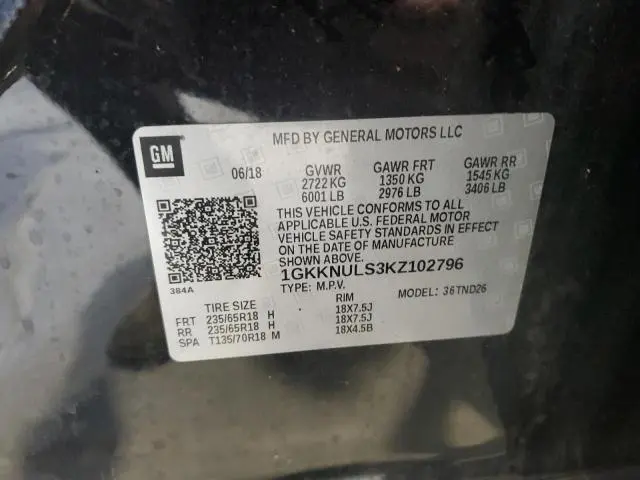 MFD BY GENERAL MOTORS LLC
GM
06/18 GVWR GAWR FRT GAWR RR
2722 KG 1350 KG 1545 KG
6001 LB 2976 LB 3406 LB
THIS VEHICLE CONFORMS TO ALL
APPLICABLE U.S. FEDERAL MOTOR
VEHICLE SAFETY STANDARDS IN EFFECT
ON THE DATE OF MANUFACTURE
SHOWN ABOVE.
384A
1GKKNULS3KZ102796
TYPE: M.P.V. MODEL: 36TND26
TIRE SIZE RIM
FRT 235/65R18 H 18X7.5J
RR 235/65R18 H 18X7.5J
SPA T135/70R18 M 18X4.5B